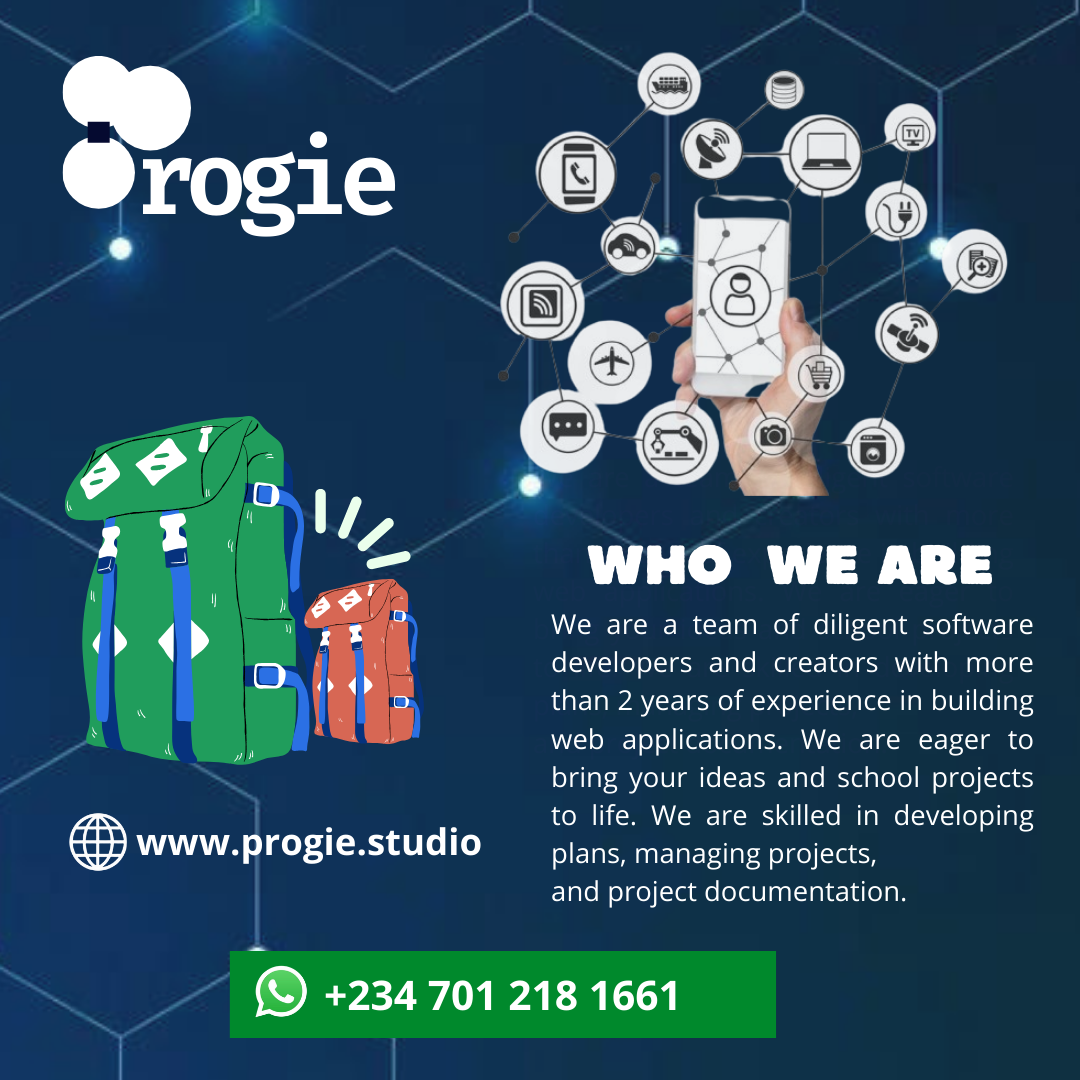 Progie
TV
WHO WE ARE
We are a team of diligent software
developers and creators with more
than 2 years of experience in building
web applications. We are eager to
bring your ideas and school projects
to life. We are skilled in developing
plans, managing projects,
and project documentation.
www.progie.studio
+234 701 218 1661